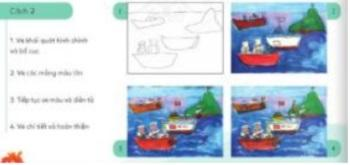 Cách 2
1
2
1. Vẽ khái quát hình chính
và bố cục
2. Vẽ các mảng màu lớn
3. Tiếp tục vẽ màu và diễn tả
4. Vẽ chi tiết và hoàn thiện
3
4